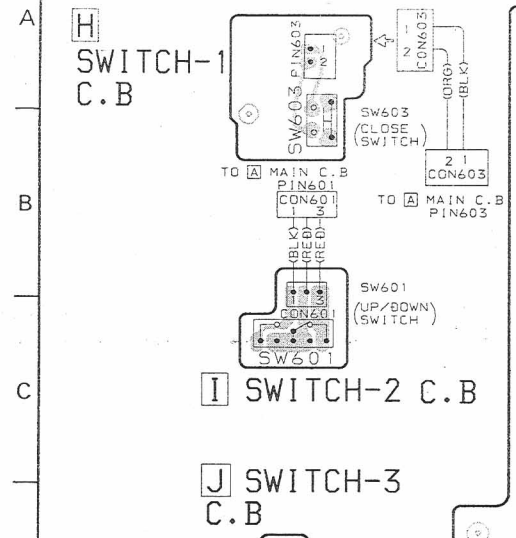 A
H
SWITCH-1
C.B
PIN603
1
2
SW603
CON603
1
2
(ORG)
(BLK)
SW603
(CLOSE
SWITCH)
2 1
CON603
TO A MAIN C.B
PIN603
B
TO A MAIN C.B
PIN601
CON601
1 3
(BLK)
(RED)
(RED)
1 3
CON601
SW601
SW601
(UP/DOWN
SWITCH)
C
I SWITCH-2 C.B
J SWITCH-3
C.B